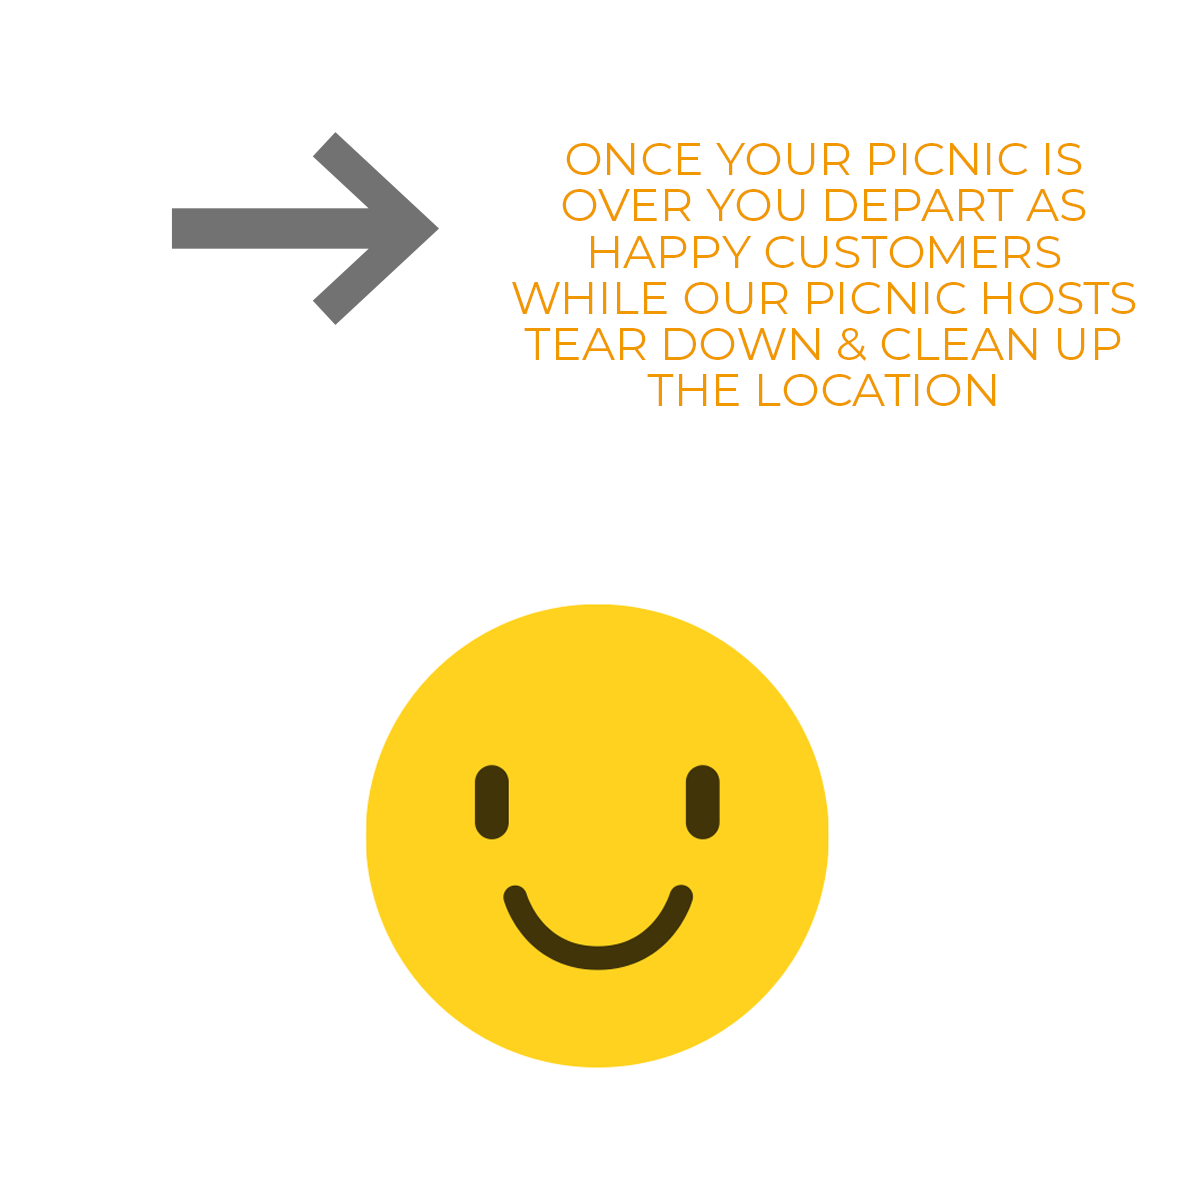 ONCE YOUR PICNIC IS
OVER YOU DEPART AS
HAPPY CUSTOMERS
WHILE OUR PICNIC HOSTS
TEAR DOWN & CLEAN UP
THE LOCATION